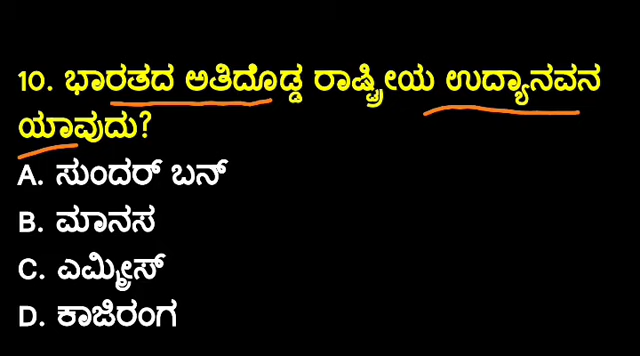 10. ಭಾರತದ ಅತಿದೊಡ್ಡ ರಾಷ್ಟ್ರೀಯ ಉದ್ಯಾನವನ
ಯಾವುದು?
A. ಸುಂದರ್ ಬನ್
B. ಮಾನಸ
C. ಎಮ್ಮ್ರೀಸ್
D. ಕಾಜಿರಂಗ